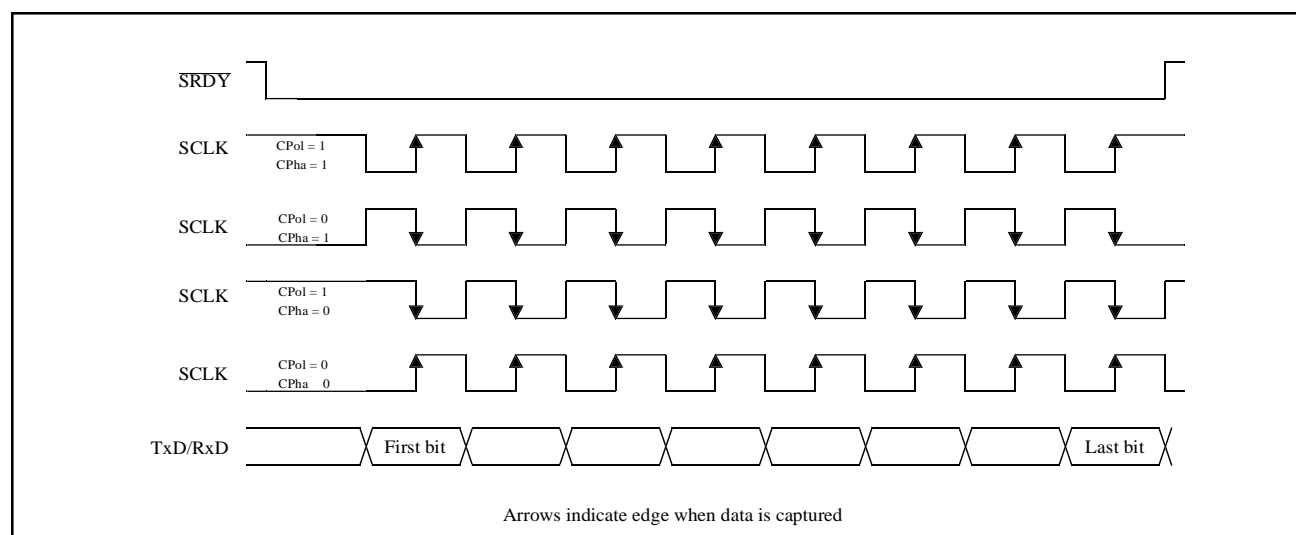 SRDY
SCLK
CPol = 1
CPha = 1
SCLK
CPol = 0
CPha = 1
SCLK
CPol = 1
CPha = 0
SCLK
CPol = 0
CPha 0
TxD/RxD
First bit
Last bit
Arrows indicate edge when data is captured